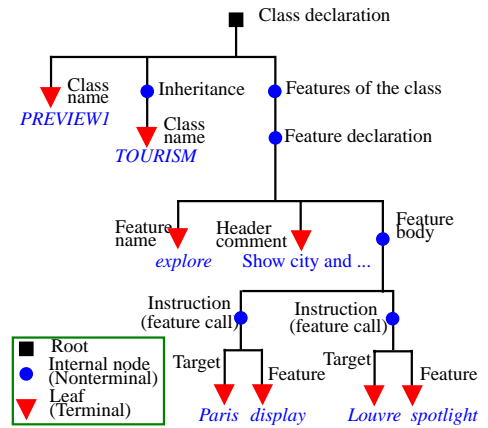 Class declaration
Class
name
PREVIEW1
Inheritance
Class
name
TOURISM
Features of the class
Feature declaration
Feature
name
explore
Header
comment
Show city and ...
Feature
body
Instruction
(feature call)
Instruction
(feature call)
Target
Feature
Paris display
Target
Feature
Louvre spotlight
Root
Internal node
(Nonterminal)
Leaf
(Terminal)